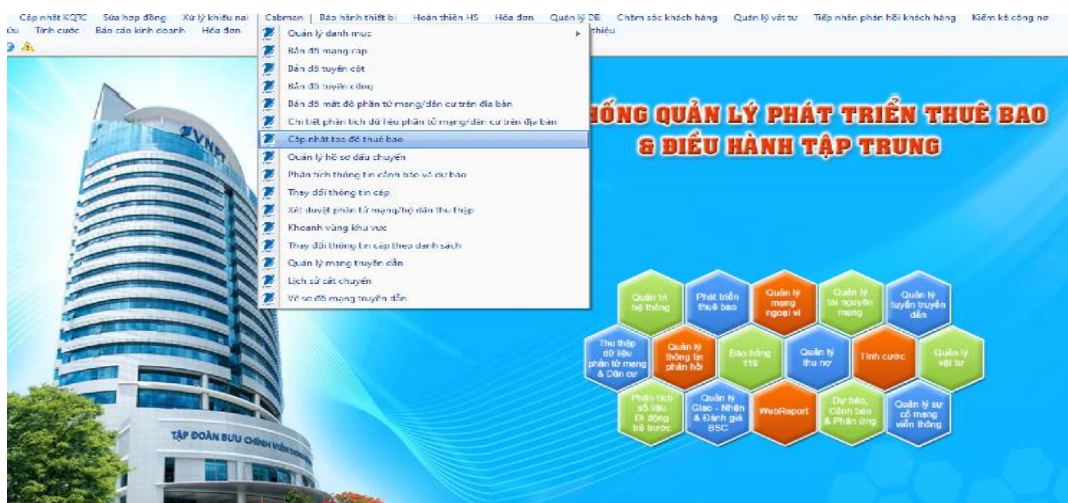 Cập nhật KQTC Sửa hợp đồng Xử lý khiếu nại Cabman Bảo hành thiết bị Hoàn thiện HS Hóa đơn Quản lý DB Chăm sóc khách hàng Quản lý vật tư Tiếp nhận phản hồi khách hàng Kiểm kê công nợ
Tính cước Báo cáo kinh doanh Hóa đơn
Quản lý danh mục
Bản đồ mạng cáp
Bản đồ tuyến cột
Bản đồ tuyến cống
Bản đồ mật độ phần tử mạng/dân cư trên địa bàn
Chi tiết phân tích dữ liệu phần tử mạng/dân cư trên địa bàn
Cập nhật tọa độ thuê bao
Quản lý hồ sơ đấu chuyển
Phân tích thông tin cảnh báo và dự báo
Thay đổi thông tin cáp
Xét duyệt phần tử mạng/hộ dân thu thập
Khoanh vùng khu vực
Thay đổi thông tin cáp theo danh sách
Quản lý mạng truyền dẫn
Lịch sử cắt chuyển
Vẽ sơ đồ mạng truyền dẫn
HỐNG QUẢN LÝ PHÁT TRIỂN THUÊ BAO
& ĐIỀU HÀNH TẬP TRUNG
VNPT
TẬP ĐOÀN BƯU CHÍNH VIỄN THÔNG
Quản trị
hệ thống
Phát triển
thuê bao
Quản lý
mạng
ngoại vi
Quản lý
tài nguyên
mạng
Quản lý
tuyến truyền
dẫn
Thu thập
dữ liệu
phần tử mạng
& Dân cư
Quản lý
thông tin
phản hồi
Báo hỏng
119
Quản lý
thu nợ
Tính cước
Quản lý
vật tư
Phân tích
số liệu
Di động
trả trước
Quản lý
Giao - Nhận
& Đánh giá
BSC
WebReport
Dự báo,
Cảnh báo
& Phản ứng
Quản lý sự
cố mạng
viễn thông